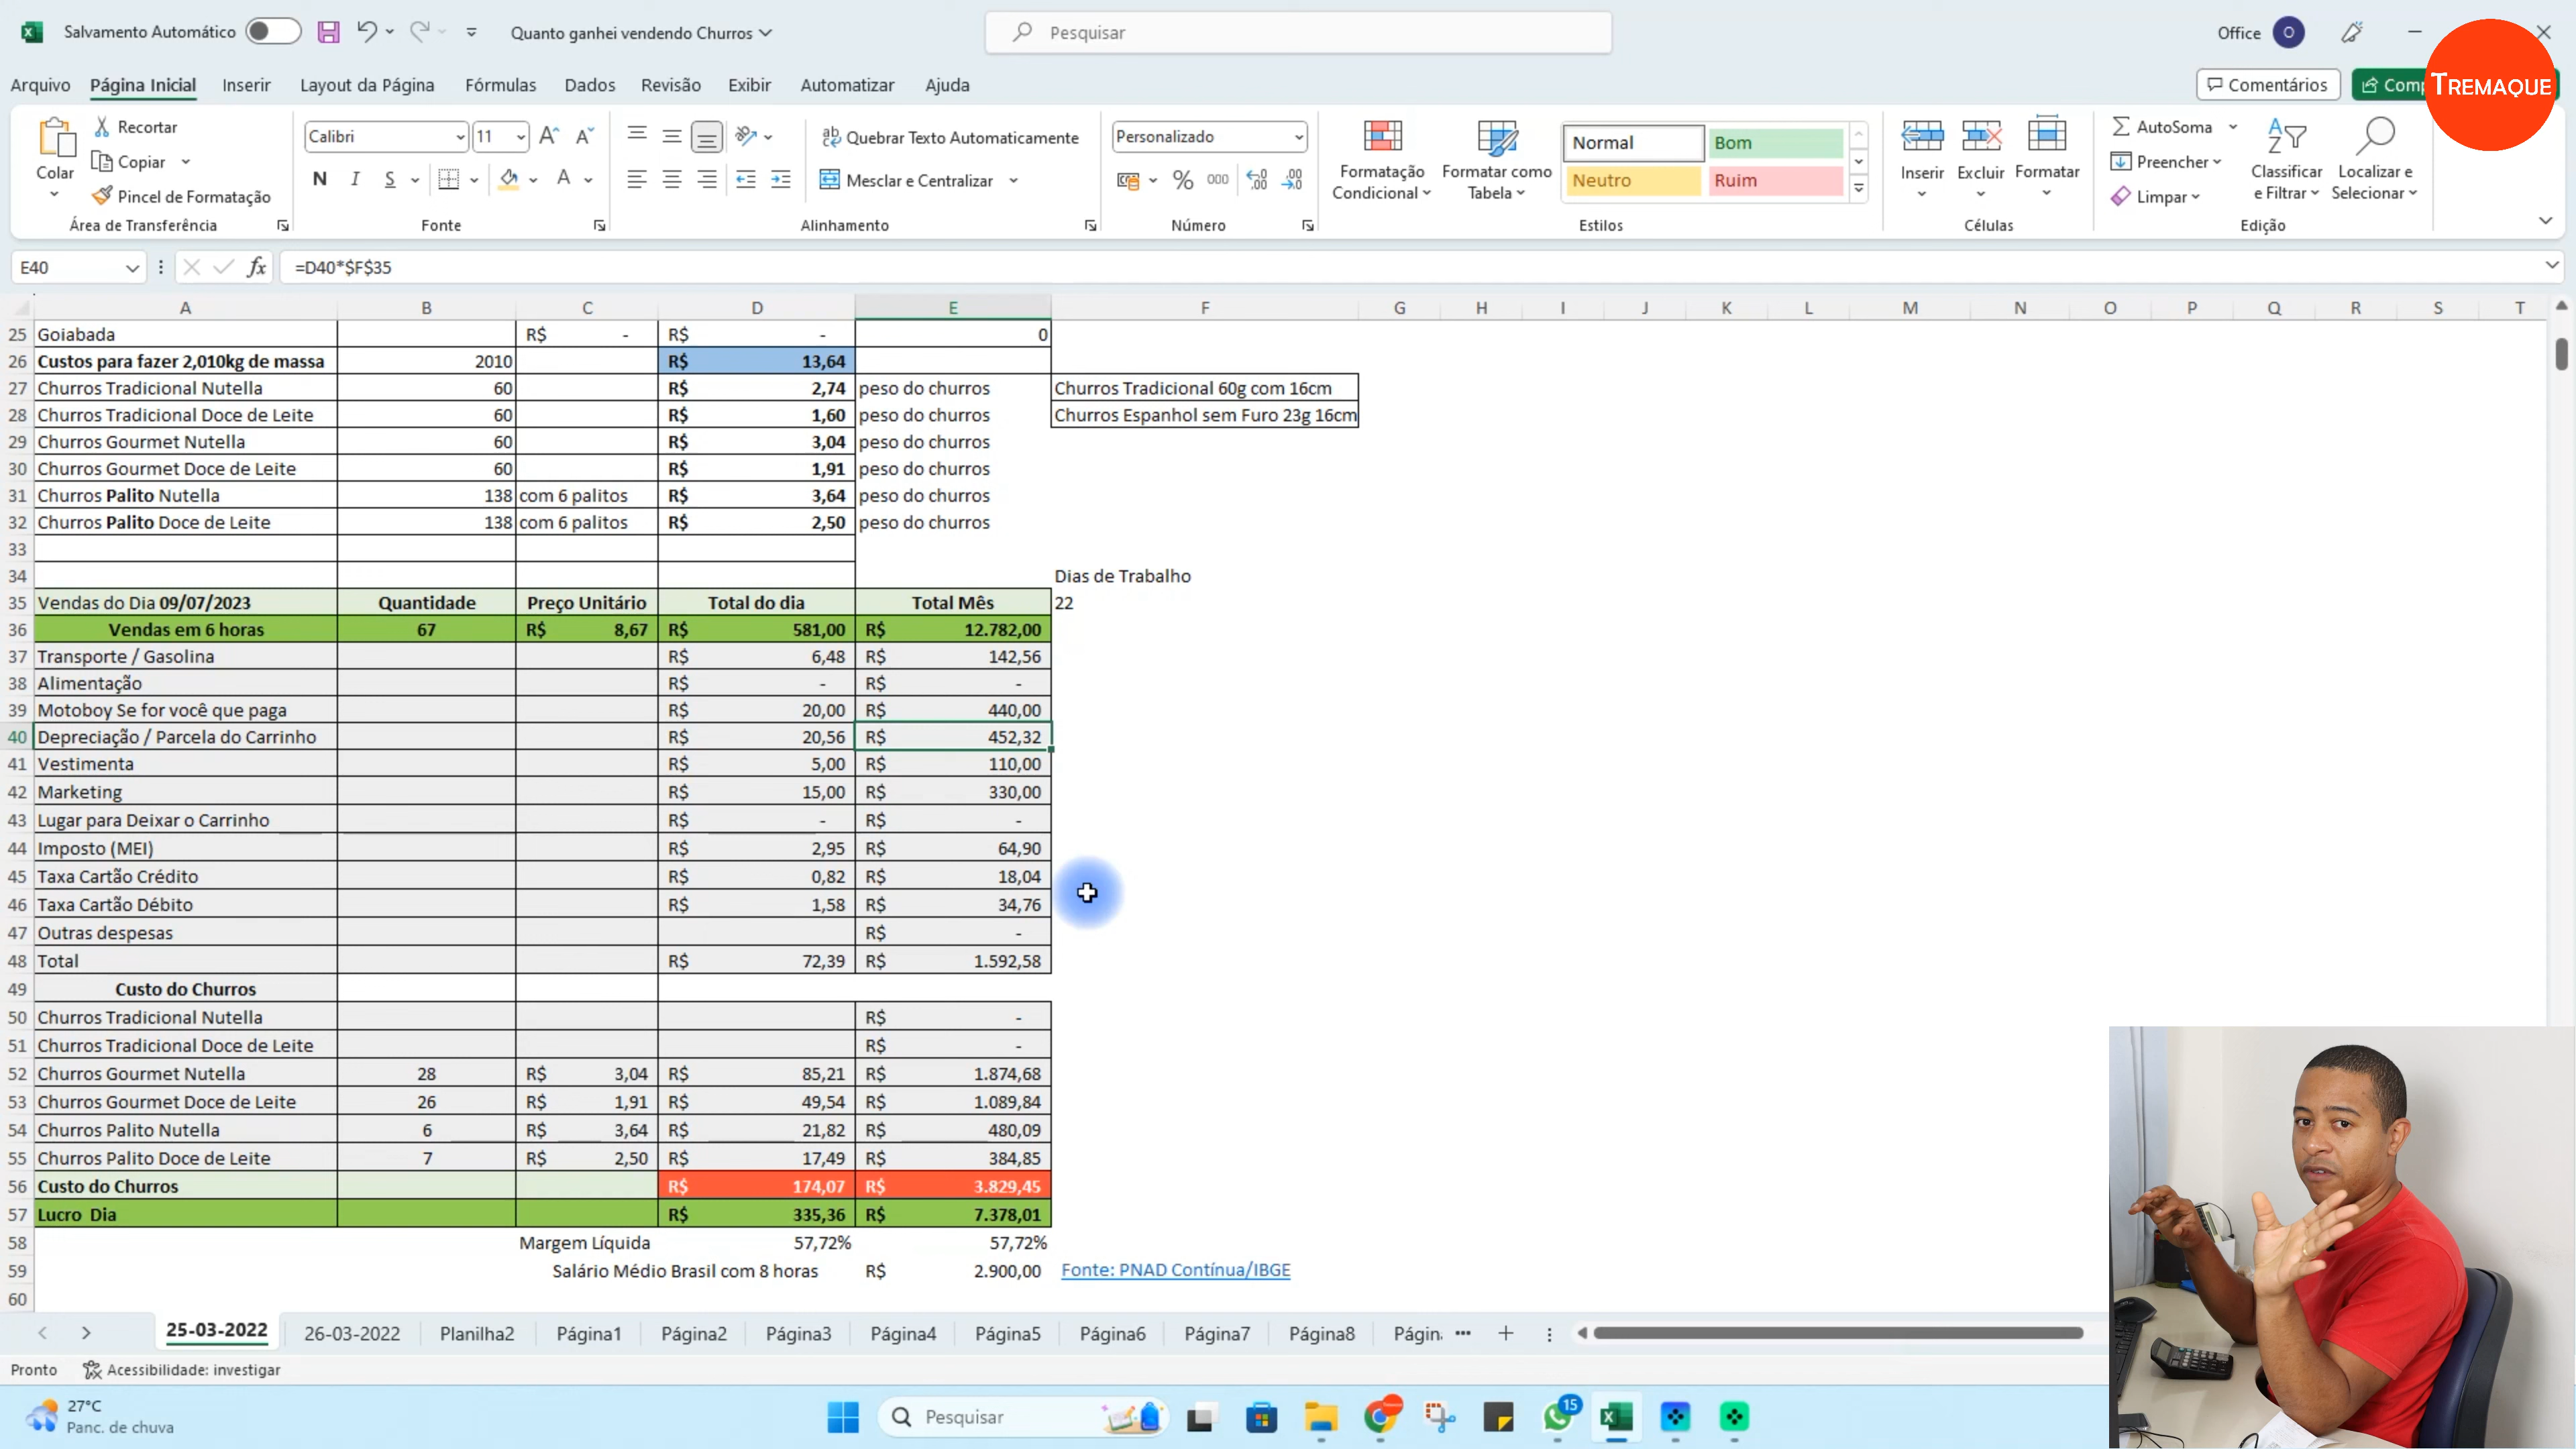 Salvamento Automático
Quanto ganhei vendendo Churros
Pesquisar
Office
O
TREMAQUE
Arquivo Página Inicial Inserir Layout da Página Fórmulas Dados Revisão Exibir Automatizar Ajuda
Comentários
Colar
Recortar
Copiar
Pincel de Formatação
Área de Transferência
Calibri 11
N I S
Fonte
Quebrar Texto Automaticamente
Mesclar e Centralizar
Alinhamento
Personalizado
% 000
Número
Formatação Condicional
Formatar como Tabela
Normal Bom
Neutro Ruim
Estilos
Inserir Excluir Formatar
Células
AutoSoma
Preencher
Limpar
Classificar e Filtrar
Localizar e Selecionar
Edição
E40 fx =D40*$F$35
A B C D E F G H I J K L M N O P Q R S T
25 Goiabada R$ - R$ - 0
26 Custos para fazer 2,010kg de massa 2010 R$ 13,64
27 Churros Tradicional Nutella 60 R$ 2,74 peso do churros Churros Tradicional 60g com 16cm
28 Churros Tradicional Doce de Leite 60 R$ 1,60 peso do churros Churros Espanhol sem Furo 23g 16cm
29 Churros Gourmet Nutella 60 R$ 3,04 peso do churros
30 Churros Gourmet Doce de Leite 60 R$ 1,91 peso do churros
31 Churros Palito Nutella 138 com 6 palitos R$ 3,64 peso do churros
32 Churros Palito Doce de Leite 138 com 6 palitos R$ 2,50 peso do churros
33
34 Dias de Trabalho
35 Vendas do Dia 09/07/2023 Quantidade Preço Unitário Total do dia Total Mês 22
36 Vendas em 6 horas 67 R$ 8,67 R$ 581,00 R$ 12.782,00
37 Transporte / Gasolina R$ 6,48 R$ 142,56
38 Alimentação R$ - R$ -
39 Motoboy Se for você que paga R$ 20,00 R$ 440,00
40 Depreciação / Parcela do Carrinho R$ 20,56 R$ 452,32
41 Vestimenta R$ 5,00 R$ 110,00
42 Marketing R$ 15,00 R$ 330,00
43 Lugar para Deixar o Carrinho R$ - R$ -
44 Imposto (MEI) R$ 2,95 R$ 64,90
45 Taxa Cartão Crédito R$ 0,82 R$ 18,04
46 Taxa Cartão Débito R$ 1,58 R$ 34,76
47 Outras despesas R$ -
48 Total R$ 72,39 R$ 1.592,58
49 Custo do Churros
50 Churros Tradicional Nutella R$ -
51 Churros Tradicional Doce de Leite R$ -
52 Churros Gourmet Nutella 28 R$ 3,04 R$ 85,21 R$ 1.874,68
53 Churros Gourmet Doce de Leite 26 R$ 1,91 R$ 49,54 R$ 1.089,84
54 Churros Palito Nutella 6 R$ 3,64 R$ 21,82 R$ 480,09
55 Churros Palito Doce de Leite 7 R$ 2,50 R$ 17,49 R$ 384,85
56 Custo do Churros R$ 174,07 R$ 3.829,45
57 Lucro Dia R$ 335,36 R$ 7.378,01
58 Margem Líquida 57,72% 57,72%
59 Salário Médio Brasil com 8 horas R$ 2.900,00 Fonte: PNAD Contínua/IBGE
60
25-03-2022 26-03-2022 Planilha2 Página1 Página2 Página3 Página4 Página5 Página6 Página7 Página8
Pronto Acessibilidade: investigar
27°C
Panc. de chuva
Pesquisar
15